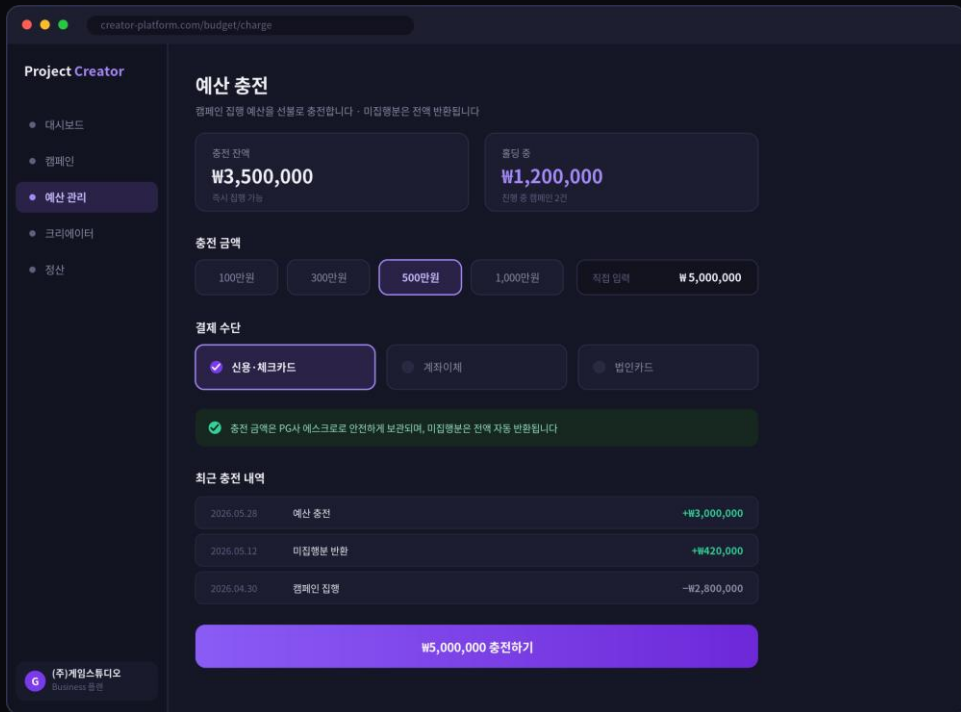 creator-platform.com/budget/charge
Project Creator
대시보드
캠페인
예산 관리
크리에이터
정산
(주)게임스튜디오
G
Business 플랜
예산 충전
캠페인 집행 예산을 선불로 충전합니다 · 미집행분은 전액 반환됩니다
충전 잔액
₩3,500,000
즉시 집행 가능
홀딩 중
₩1,200,000
진행 중 캠페인 2건
충전 금액
100만원
300만원
500만원
1,000만원
직접 입력
₩ 5,000,000
결제 수단
신용·체크카드
계좌이체
법인카드
충전 금액은 PG사 에스크로로 안전하게 보관되며, 미집행분은 전액 자동 반환됩니다
최근 충전 내역
2026.05.28 예산 충전 +₩3,000,000
2026.05.12 미집행분 반환 +₩420,000
2026.04.30 캠페인 집행 −₩2,800,000
₩5,000,000 충전하기